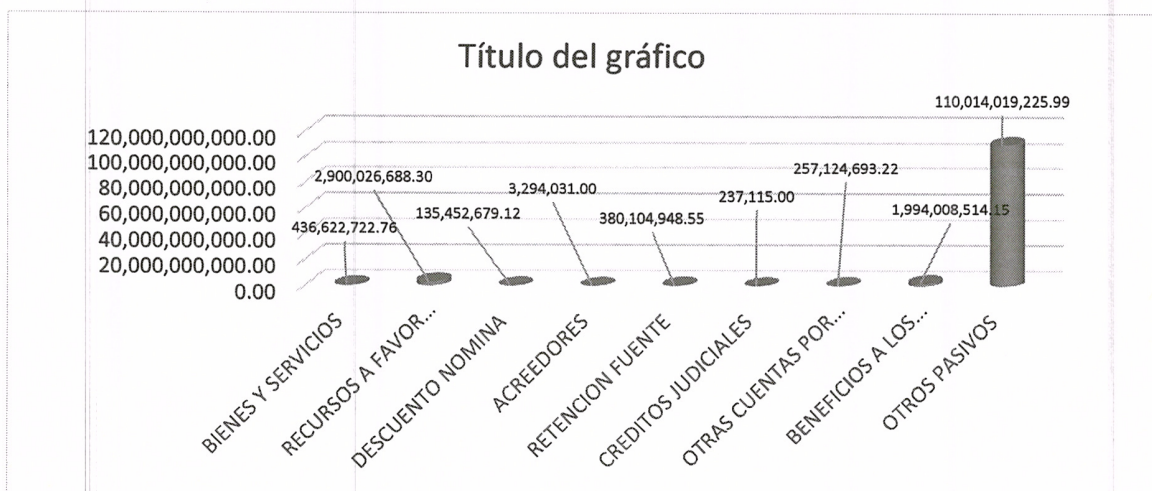 Título del gráfico
110,014,019,225.99
120,000,000,000.00
100,000,000,000.00
80,000,000,000.00
60,000,000,000.00
40,000,000,000.00
20,000,000,000.00
0.00
436,622,722.76
2,900,026,688.30
135,452,679.12
3,294,031.00
380,104,948.55
237,115.00
257,124,693.22
1,994,008,514.15
BIENES Y SERVICIOS
RECURSOS A FAVOR...
DESCUENTO NOMINA
ACREEDORES
RETENCION FUENTE
CREDITOS JUDICIALES
OTRAS CUENTAS POR...
BENEFICIOS A LOS...
OTROS PASIVOS